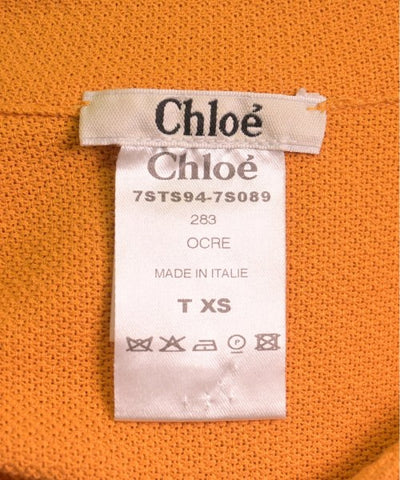 Chloé
Chloé
7STS94-7S089
283
OCRE
MADE IN ITALIE
T XS